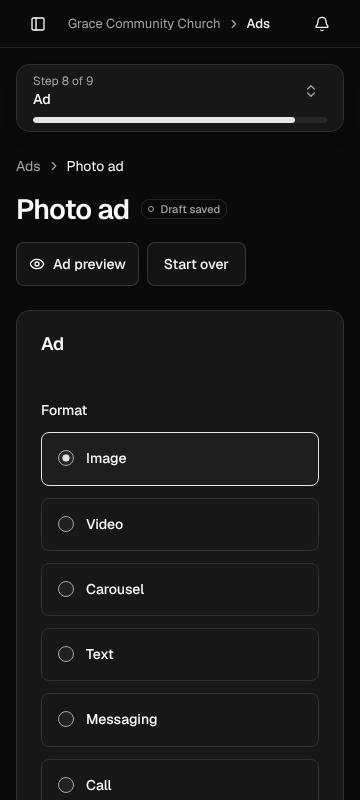 Grace Community Church > Ads
Step 8 of 9
Ad
Ads > Photo ad
Photo ad
Draft saved
Ad preview
Start over
Ad
Format
Image
Video
Carousel
Text
Messaging
Call